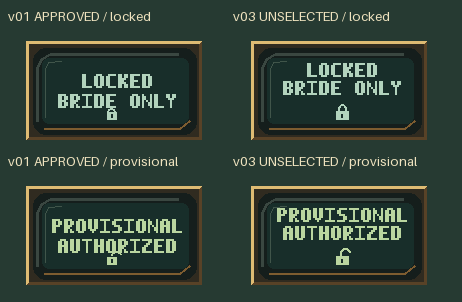 v01 APPROVED / locked
v03 UNSELECTED / locked
LOCKED
BRIDE ONLY
LOCKED
BRIDE ONLY
v01 APPROVED / provisional
v03 UNSELECTED / provisional
PROVISIONAL
AUTHORIZED
PROVISIONAL
AUTHORIZED